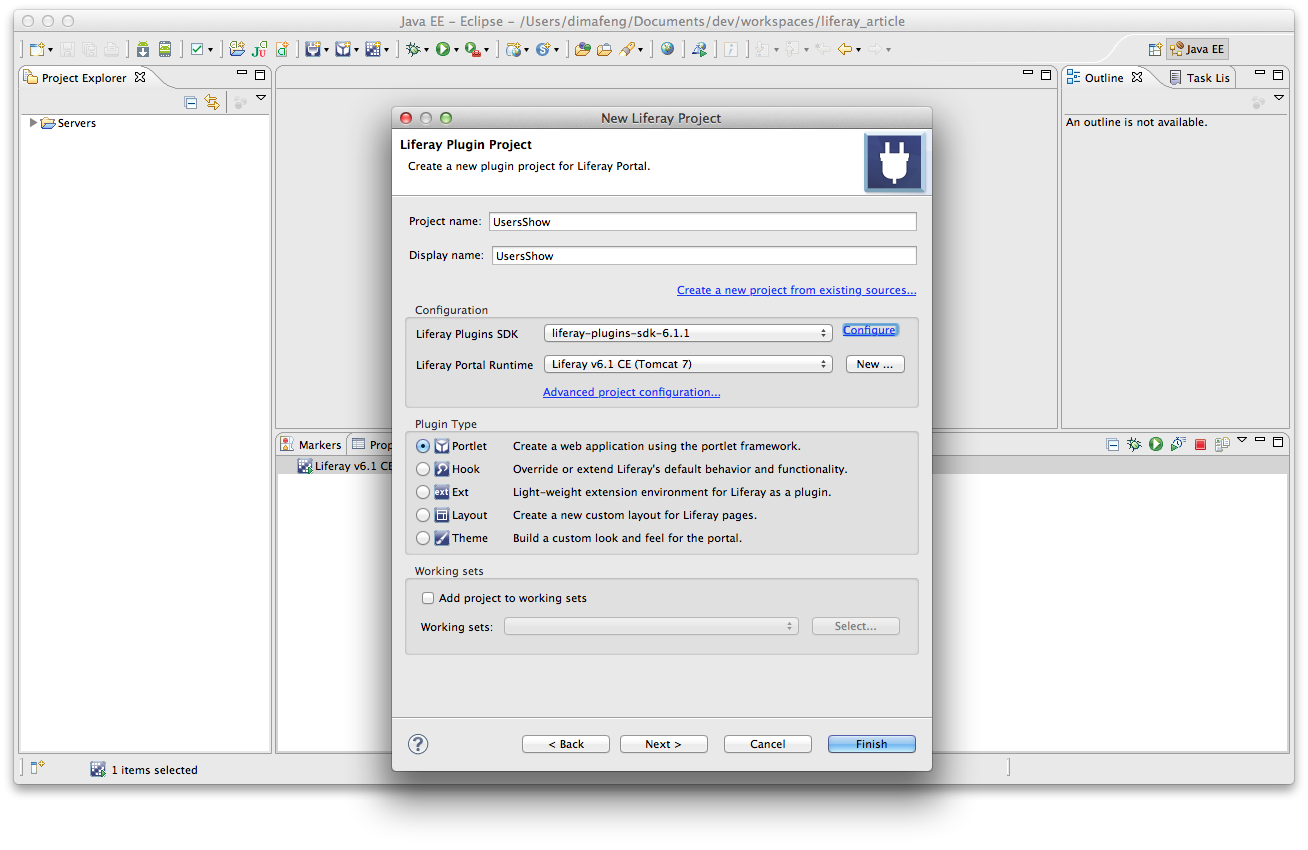 Java EE – Eclipse – /Users/dimafeng/Documents/dev/workspaces/liferay_article
Java EE
Project Explorer
Servers
Outline
Task Lis
An outline is not available.
New Liferay Project
Liferay Plugin Project
Create a new plugin project for Liferay Portal.
Project name: UsersShow
Display name: UsersShow
Create a new project from existing sources...
Configuration
Liferay Plugins SDK liferay-plugins-sdk-6.1.1 Configure
Liferay Portal Runtime Liferay v6.1 CE (Tomcat 7) New ...
Advanced project configuration...
Plugin Type
Portlet Create a web application using the portlet framework.
Hook Override or extend Liferay's default behavior and functionality.
ext Ext Light-weight extension environment for Liferay as a plugin.
Layout Create a new custom layout for Liferay pages.
Theme Build a custom look and feel for the portal.
Working sets
Add project to working sets
Working sets: Select...
? < Back Next > Cancel Finish
Markers Prop
Liferay v6.1 CE
1 items selected